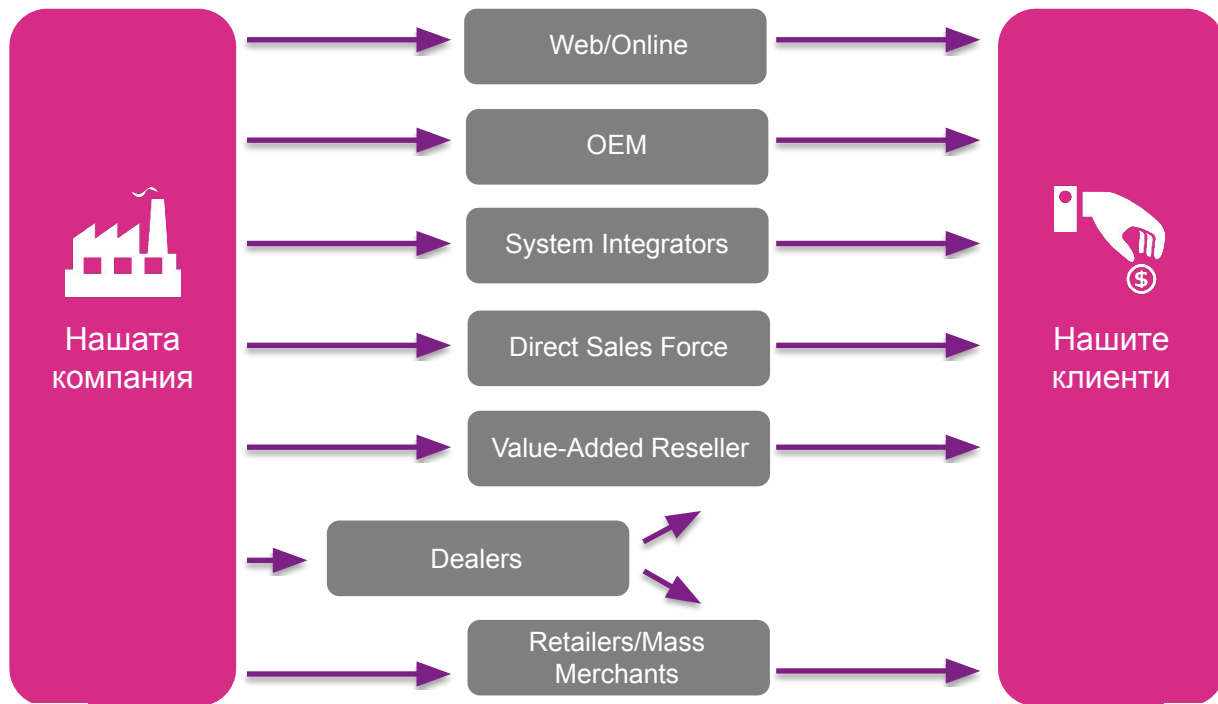 Нашата
компания
Web/Online
OEM
System Integrators
Direct Sales Force
Value-Added Reseller
Dealers
Retailers/Mass
Merchants
$
Нашите
клиенти